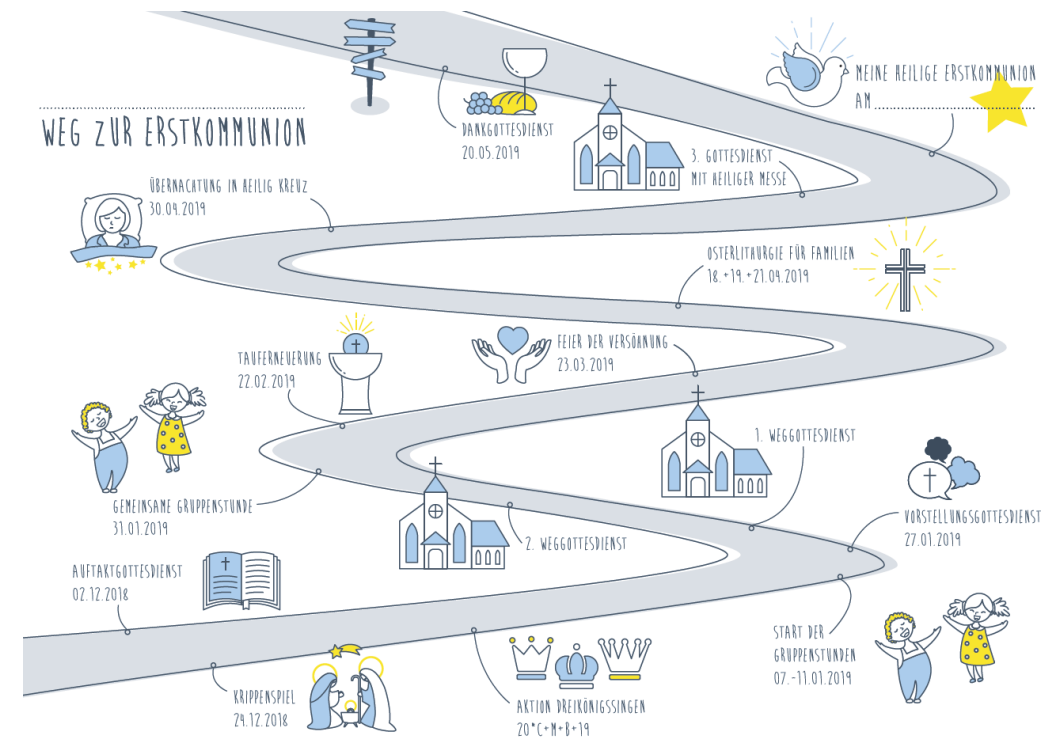 WEG ZUR ERSTKOMMUNION
MEINE HEILIGE ERSTKOMMUNION
AM
DANKGOTTESDIENST
20.05.2019
3. GOTTESDIENST
MIT HEILIGER MESSE
ÜBERNACHTUNG IN HEILIG KREUZ
30.04.2019
OSTERLITHURGIE FÜR FAMILIEN
18.+19.+21.04.2019
FEIER DER VERSÖHNUNG
23.03.2019
TAUFERNEUERUNG
22.02.2019
1. WEGGOTTESDIENST
GEMEINSAME GRUPPENSTUNDE
31.01.2019
VORSTELLUNGSGOTTESDIENST
27.01.2019
2. WEGGOTTESDIENST
AUFTAKTGOTTESDIENST
02.12.2018
START DER
GRUPPENSTUNDEN
07.-11.01.2019
KRIPPENSPIEL
24.12.2018
AKTION DREIKÖNIGSSINGEN
20*C+M+B+19